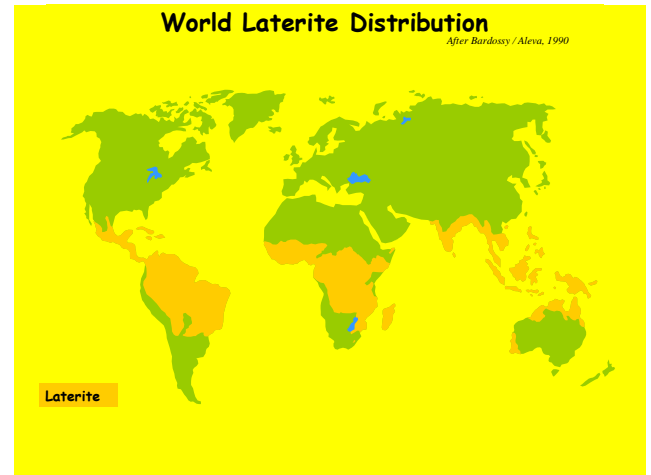 World Laterite Distribution
After Bardossy / Aleva, 1990
Laterite